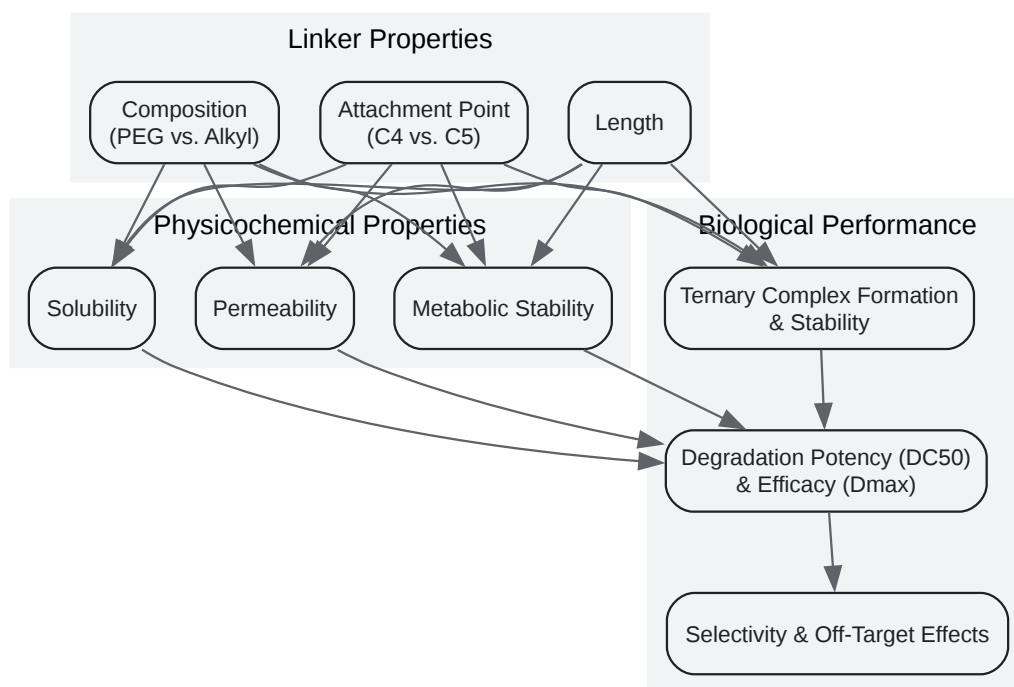 Linker Properties
Composition
(PEG vs. Alkyl)
Attachment Point
(C4 vs. C5)
Length
Physicochemical Properties
Biological Performance
Solubility
Permeability
Metabolic Stability
Ternary Complex Formation
& Stability
Degradation Potency (DC50)
& Efficacy (Dmax)
Selectivity & Off-Target Effects